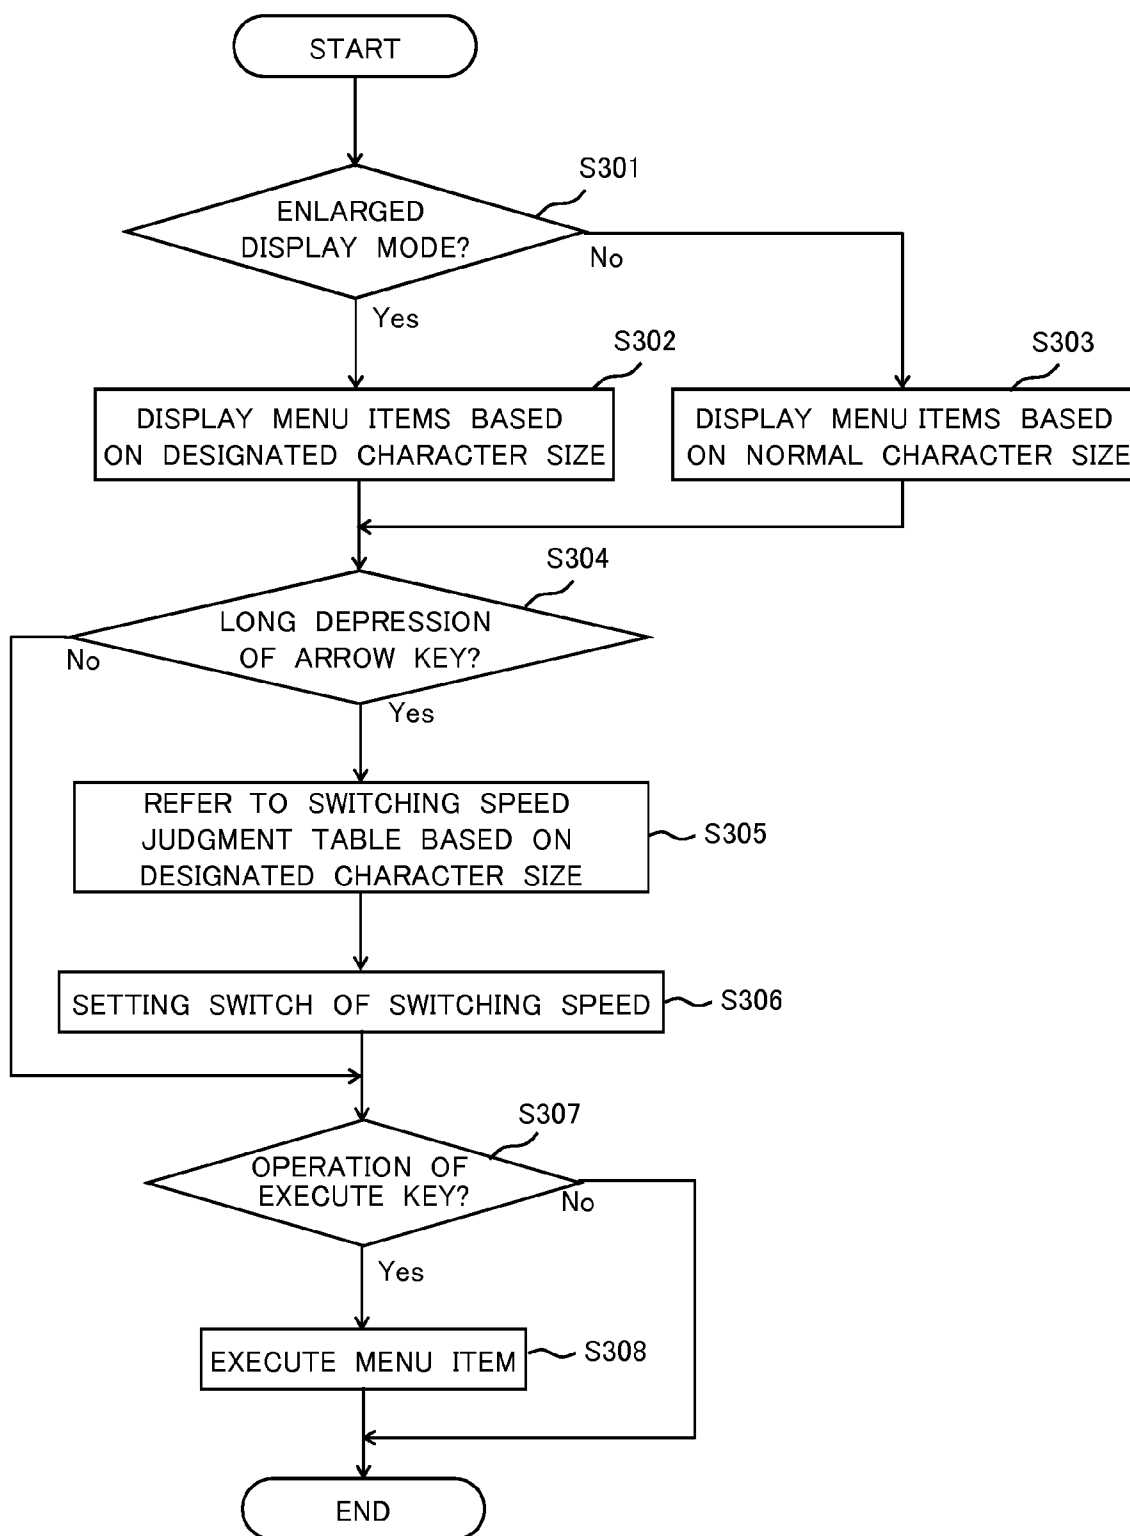 START
S301
ENLARGED
DISPLAY MODE?
No
Yes
S302
S303
DISPLAY MENU ITEMS BASED
ON DESIGNATED CHARACTER SIZE
DISPLAY MENU ITEMS BASED
ON NORMAL CHARACTER SIZE
S304
LONG DEPRESSION
OF ARROW KEY?
No
Yes
REFER TO SWITCHING SPEED
JUDGMENT TABLE BASED ON
DESIGNATED CHARACTER SIZE
S305
SETTING SWITCH OF SWITCHING SPEED
S306
S307
OPERATION OF
EXECUTE KEY?
No
Yes
EXECUTE MENU ITEM
S308
END